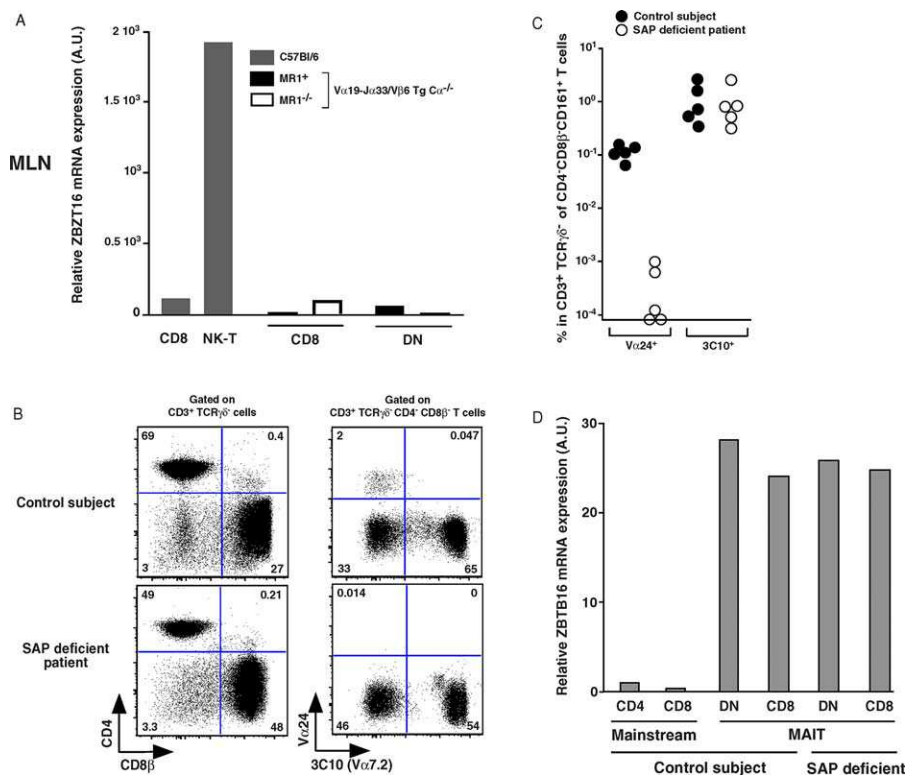 A
MLN
Relative ZBZT16 mRNA expression (A.U.)
2 10³
1.5 10³
10³
0.5 10³
0
C57Bl/6
MR1⁺
MR1⁻/⁻
Vα19-Jα33/Vβ6 Tg Cα⁻/⁻
CD8
NK-T
CD8
DN
C
Control subject
SAP deficient patient
% in CD3⁺ TCRγδ⁻ of CD4⁻CD8β⁻CD161⁺ T cells
10¹
10⁰
10⁻¹
10⁻²
10⁻³
10⁻⁴
Vα24⁺
3C10⁺
B
Gated on
CD3⁺ TCRγδ⁻ cells
Gated on
CD3⁺ TCRγδ⁻ CD4⁻ CD8β⁻ T cells
Control subject
69
0.4
3
27
2
0.047
33
65
SAP deficient
patient
49
0.21
3.3
48
0.014
0
46
54
CD4
CD8β
Vα24
3C10 (Vα7.2)
D
Relative ZBTB16 mRNA expression (A.U.)
30
20
10
0
CD4
CD8
DN
CD8
DN
CD8
Mainstream
MAIT
Control subject
SAP deficient